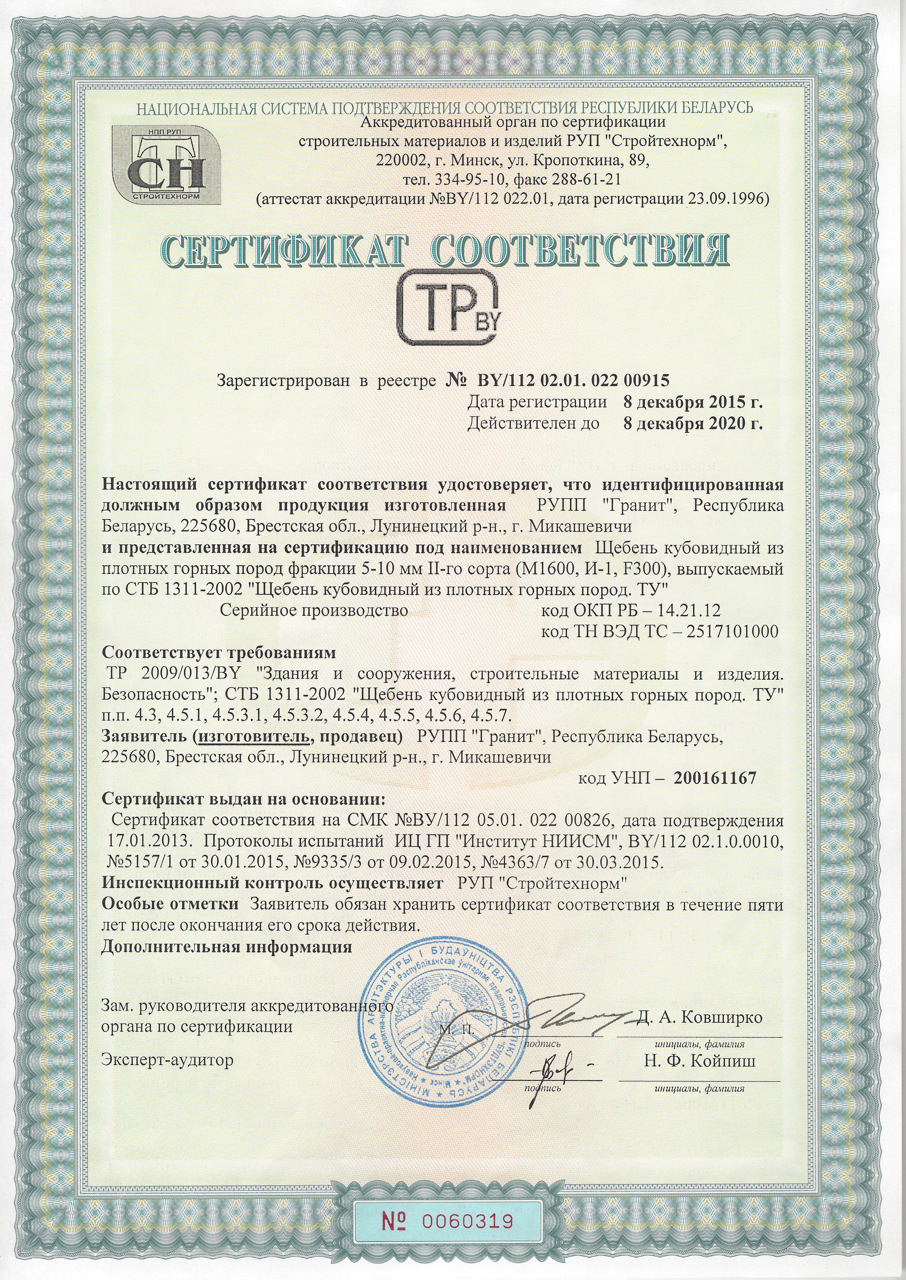 НАЦИОНАЛЬНАЯ СИСТЕМА ПОДТВЕРЖДЕНИЯ СООТВЕТСТВИЯ РЕСПУБЛИКИ БЕЛАРУСЬ
Аккредитованный орган по сертификации
строительных материалов и изделий РУП "Стройтехнорм",
220002, г. Минск, ул. Кропоткина, 89,
тел. 334-95-10, факс 288-61-21
(аттестат аккредитации №BY/112 022.01, дата регистрации 23.09.1996)
НПП РУП
СН
СТРОЙТЕХНОРМ
СЕРТИФИКАТ СООТВЕТСТВИЯ
ТР BY
Зарегистрирован в реестре № BY/112 02.01. 022 00915
Дата регистрации 8 декабря 2015 г.
Действителен до 8 декабря 2020 г.
Настоящий сертификат соответствия удостоверяет, что идентифицированная
должным образом продукция изготовленная РУПП "Гранит", Республика
Беларусь, 225680, Брестская обл., Лунинецкий р-н., г. Микашевичи
и представленная на сертификацию под наименованием Щебень кубовидный из
плотных горных пород фракции 5-10 мм II-го сорта (М1600, И-1, F300), выпускаемый
по СТБ 1311-2002 "Щебень кубовидный из плотных горных пород. ТУ"
Серийное производство код ОКП РБ – 14.21.12
код ТН ВЭД ТС – 2517101000
Соответствует требованиям
ТР 2009/013/BY "Здания и сооружения, строительные материалы и изделия.
Безопасность"; СТБ 1311-2002 "Щебень кубовидный из плотных горных пород. ТУ"
п.п. 4.3, 4.5.1, 4.5.3.1, 4.5.3.2, 4.5.4, 4.5.5, 4.5.6, 4.5.7.
Заявитель (изготовитель, продавец) РУПП "Гранит", Республика Беларусь,
225680, Брестская обл., Лунинецкий р-н., г. Микашевичи
код УНП – 200161167
Сертификат выдан на основании:
Сертификат соответствия на СМК №ВУ/112 05.01. 022 00826, дата подтверждения
17.01.2013. Протоколы испытаний ИЦ ГП "Институт НИИСМ", BY/112 02.1.0.0010,
№5157/1 от 30.01.2015, №9335/3 от 09.02.2015, №4363/7 от 30.03.2015.
Инспекционный контроль осуществляет РУП "Стройтехнорм"
Особые отметки Заявитель обязан хранить сертификат соответствия в течение пяти
лет после окончания его срока действия.
Дополнительная информация
МІНІСТЭРСТВА АРХІТЭКТУРЫ І БУДАЎНІЦТВА РЭСПУБЛІКІ БЕЛАРУСЬ
Зам. руководителя аккредитованного
органа по сертификации М. П. Д. А. Ковширко
подпись инициалы, фамилия
Эксперт-аудитор Н. Ф. Койпиш
подпись инициалы, фамилия
№ 0060319